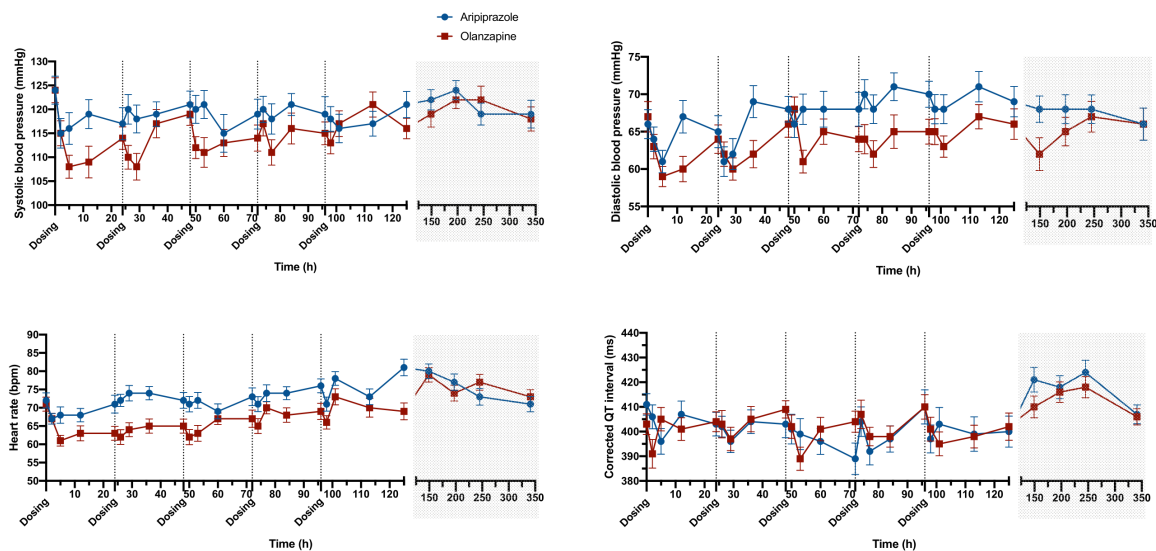 Aripiprazole
Olanzapine
Systolic blood pressure (mmHg)
130
125
120
115
110
105
100
10 20 30 40 50 60 70 80 90 100 110 120
150 200 250 300 350
Dosing Dosing Dosing Dosing Dosing
Time (h)
Diastolic blood pressure (mmHg)
75
70
65
60
55
10 20 30 40 50 60 70 80 90 100 110 120
150 200 250 300 350
Dosing Dosing Dosing Dosing Dosing
Time (h)
Heart rate (bpm)
90
85
80
75
70
65
60
55
50
10 20 30 40 50 60 70 80 90 100 110 120
150 200 250 300 350
Dosing Dosing Dosing Dosing Dosing
Time (h)
Corrected QT interval (ms)
440
430
420
410
400
390
380
10 20 30 40 50 60 70 80 90 100 110 120
150 200 250 300 350
Dosing Dosing Dosing Dosing Dosing
Time (h)